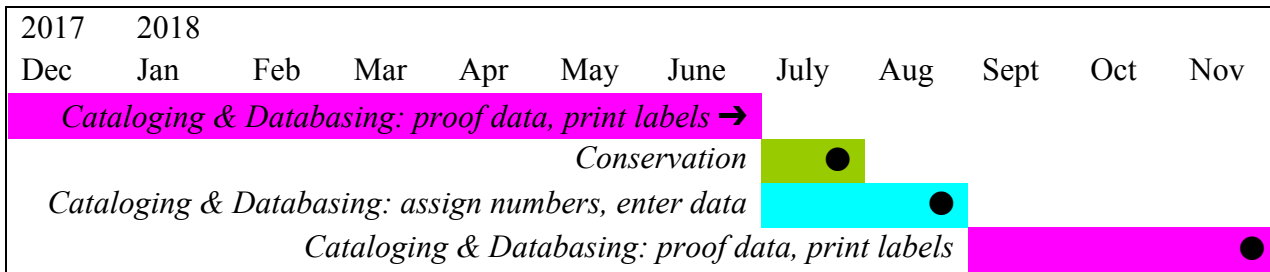 2017 2018
Dec Jan Feb Mar Apr May June July Aug Sept Oct Nov
Cataloging & Databasing: proof data, print labels ➔
Conservation
Cataloging & Databasing: assign numbers, enter data
Cataloging & Databasing: proof data, print labels